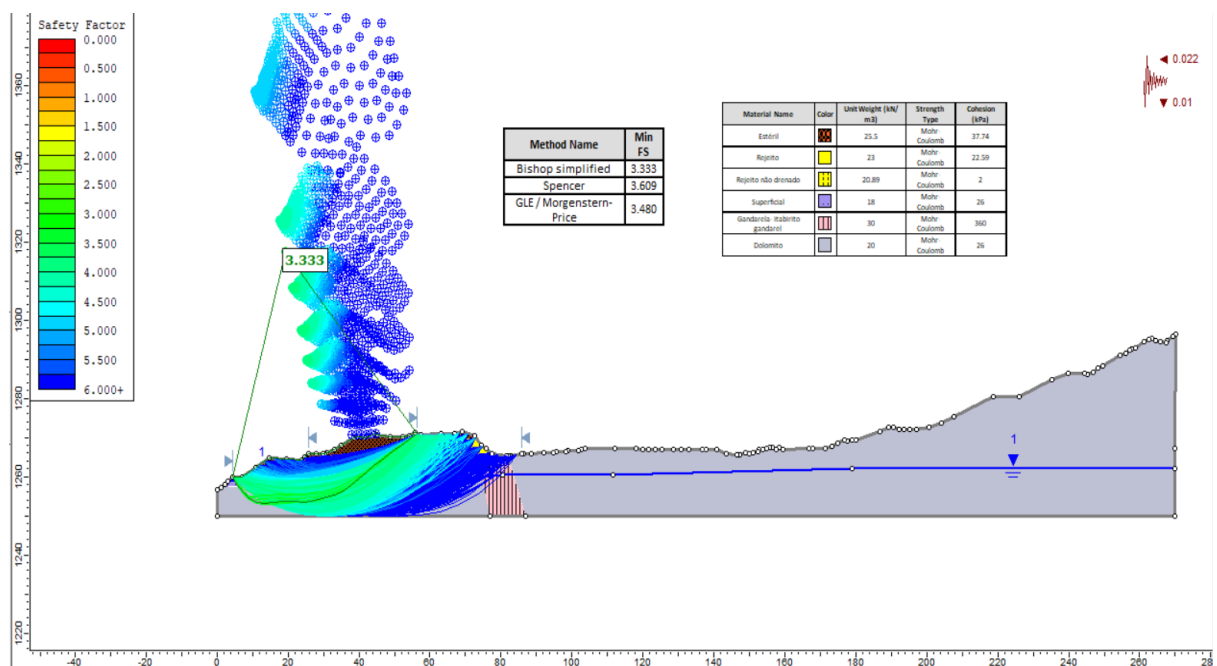 Safety Factor
0.000
0.500
1.000
1.500
2.000
2.500
3.000
3.500
4.000
4.500
5.000
5.500
6.000+
1360
1340
1320
1300
1280
1260
1240
1220
3.333
1
Method Name Min FS
Bishop simplified 3.333
Spencer 3.609
GLE / Morgenstern-Price 3.480
Material Name Color Unit Weight (kN/m3) Strength Type Cohesion (kPa)
Estéril 25.5 Mohr-Coulomb 37.74
Rejeito 23 Mohr-Coulomb 22.59
Rejeito não drenado 20.89 Mohr-Coulomb 2
Superficial 18 Mohr-Coulomb 26
Gandarela- itabirito gandarel 30 Mohr-Coulomb 360
Dolomito 20 Mohr-Coulomb 26
0.022
0.01
1
-40 -20 0 20 40 60 80 100 120 140 160 180 200 220 240 260